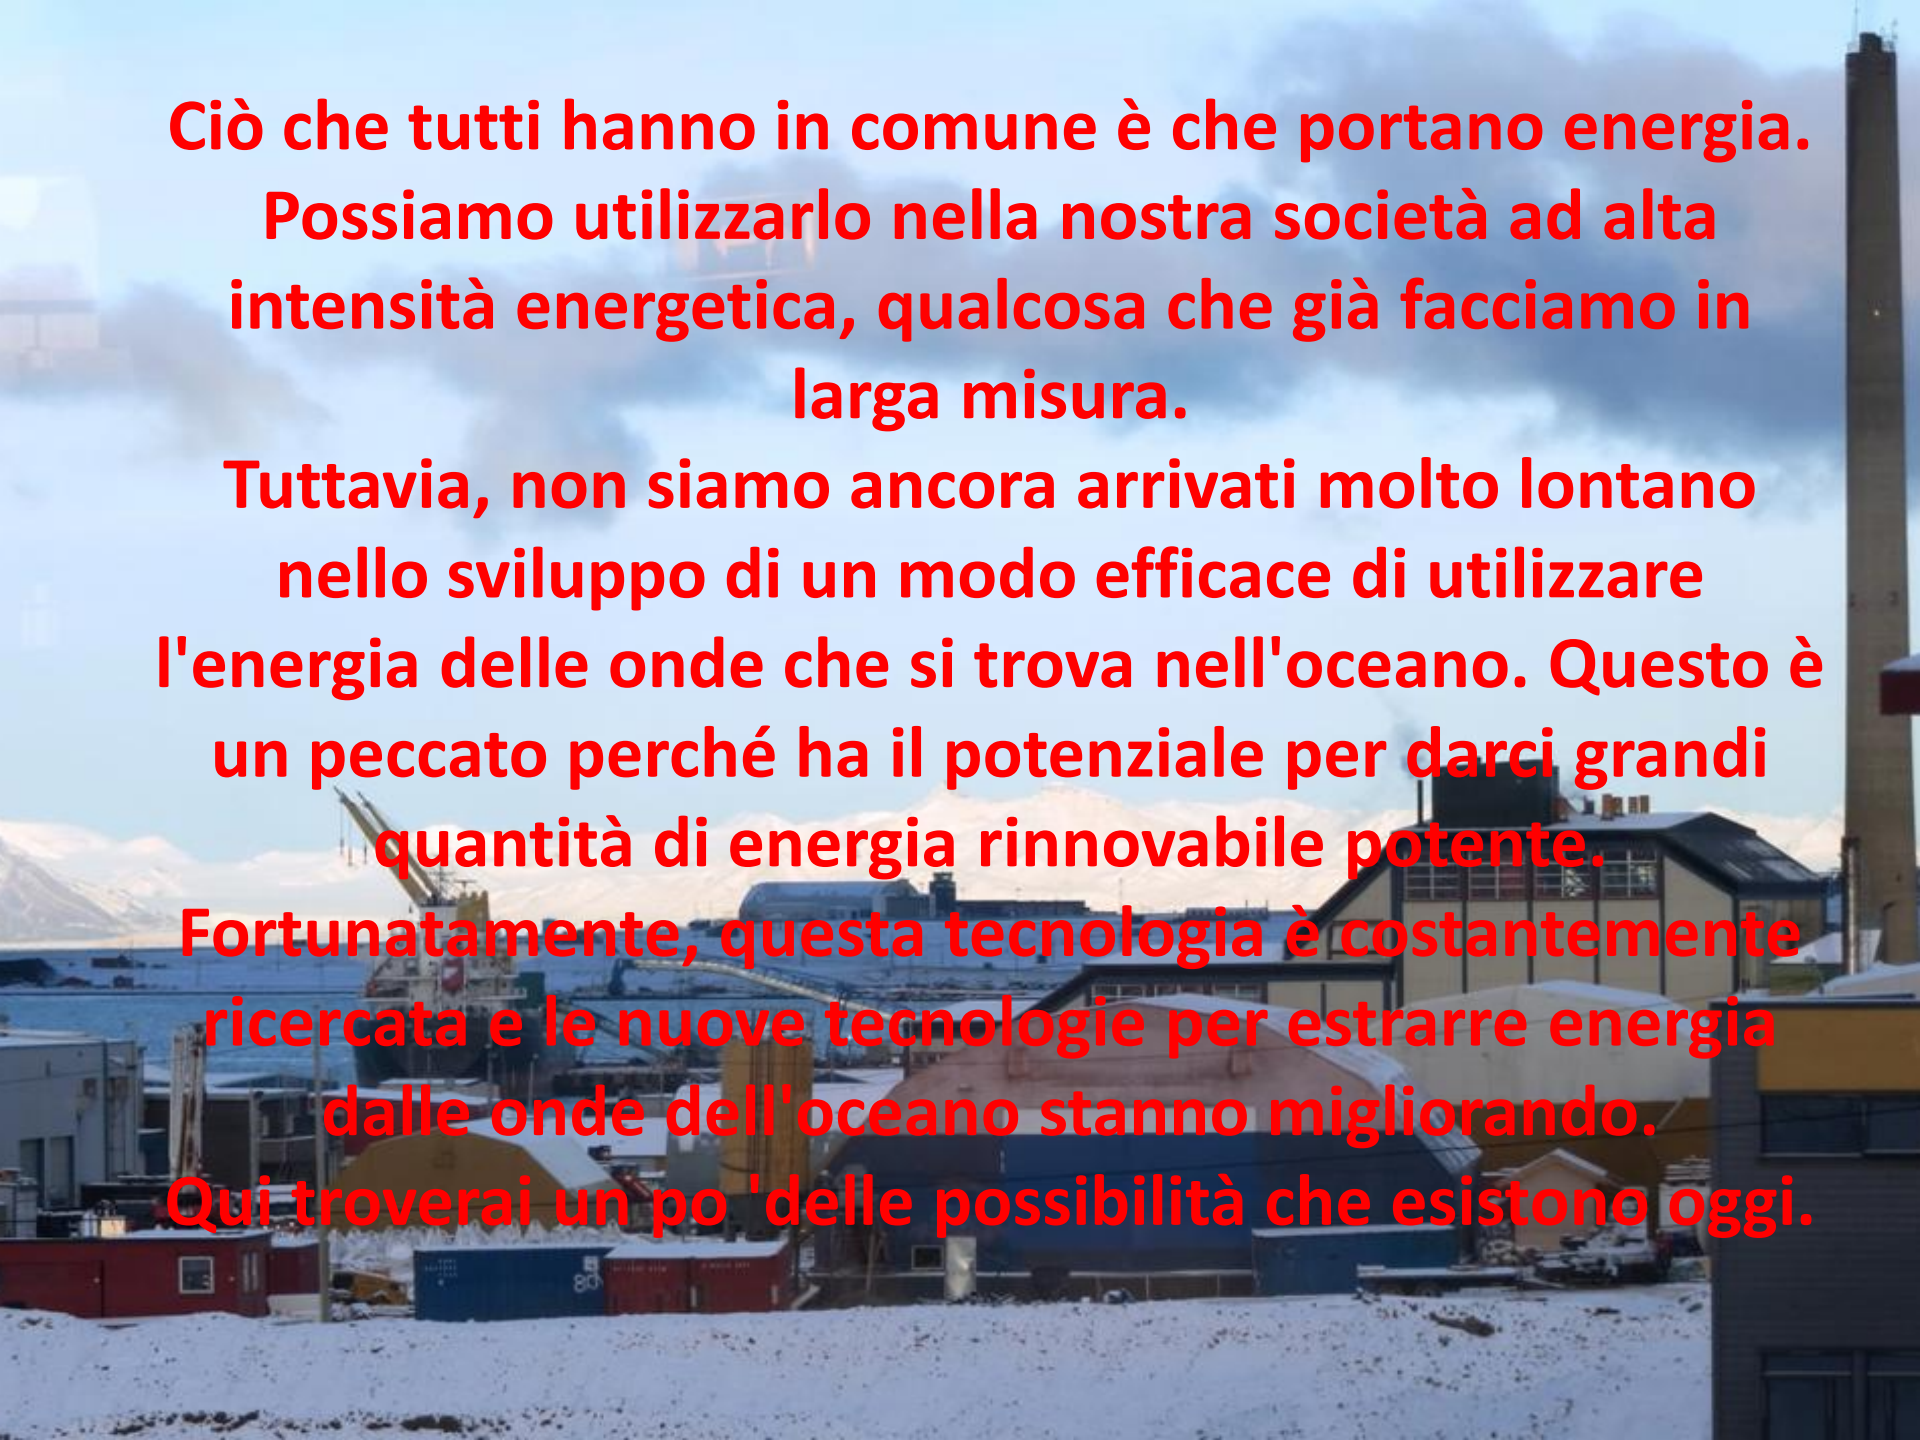 Ciò che tutti hanno in comune è che portano energia.
Possiamo utilizzarlo nella nostra società ad alta
intensità energetica, qualcosa che già facciamo in
larga misura.
Tuttavia, non siamo ancora arrivati molto lontano
nello sviluppo di un modo efficace di utilizzare
l'energia delle onde che si trova nell'oceano. Questo è
un peccato perché ha il potenziale per darci grandi
quantità di energia rinnovabile potente.
Fortunatamente, questa tecnologia è costantemente
ricercata e le nuove tecnologie per estrarre energia
dalle onde dell'oceano stanno migliorando.
Qui troverai un po 'delle possibilità che esistono oggi.